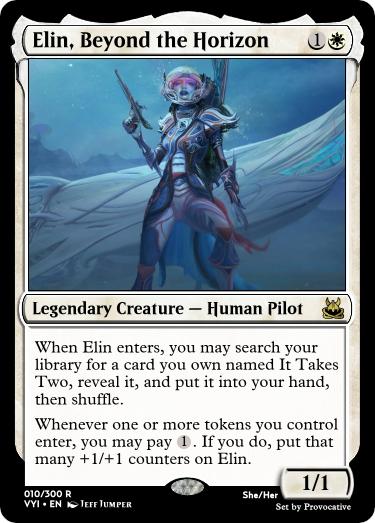 Elin, Beyond the Horizon 1
Legendary Creature — Human Pilot
When Elin enters, you may search your
library for a card you own named It Takes
Two, reveal it, and put it into your hand,
then shuffle.
Whenever one or more tokens you control
enter, you may pay 1. If you do, put that
many +1/+1 counters on Elin.
1/1
010/300 R
VYI • EN Jeff Jumper
She/Her
Set by Provocative